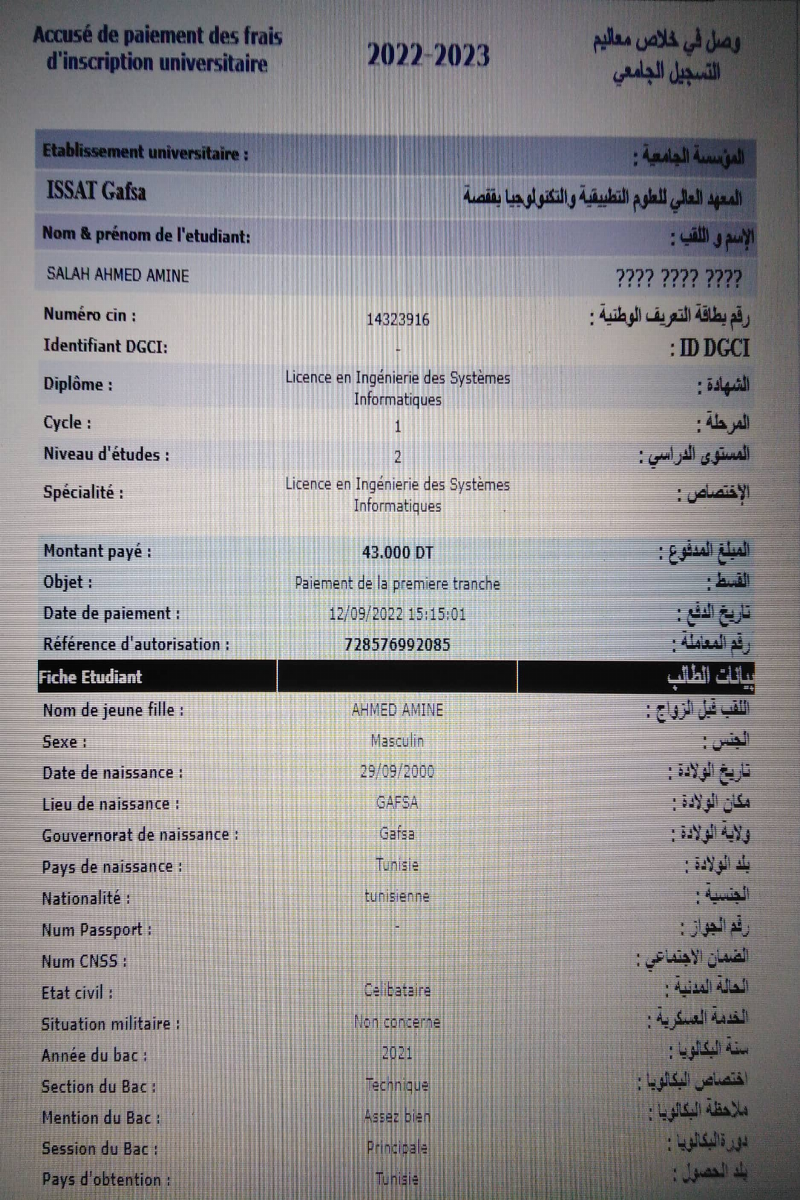 Accusé de paiement des frais d'inscription universitaire
2022-2023
وصل في خلاص معاليم التسجيل الجامعي
Etablissement universitaire : المؤسسة الجامعية :
ISSAT Gafsa المعهد العالي للعلوم التطبيقية والتكنولوجيا بقفصة
Nom & prénom de l'etudiant: الإسم و اللقب :
SALAH AHMED AMINE ???? ???? ????
Numéro cin : 14323916 رقم بطاقة التعريف الوطنية :
Identifiant DGCI: - ID DGCI :
Diplôme : Licence en Ingénierie des Systèmes Informatiques الشهادة :
Cycle : 1 المرحلة :
Niveau d'études : 2 المستوى الدراسي :
Spécialité : Licence en Ingénierie des Systèmes Informatiques الإختصاص :
Montant payé : 43.000 DT المبلغ المدفوع :
Objet : Paiement de la premiere tranche القسط :
Date de paiement : 12/09/2022 15:15:01 تاريخ الدفع :
Référence d'autorisation : 728576992085 رقم المعاملة :
Fiche Etudiant بيانات الطالب
Nom de jeune fille : AHMED AMINE اللقب قبل الزواج :
Sexe : Masculin الجنس :
Date de naissance : 29/09/2000 تاريخ الولادة :
Lieu de naissance : GAFSA مكان الولادة :
Gouvernorat de naissance : Gafsa ولاية الولادة :
Pays de naissance : Tunisie بلد الولادة :
Nationalité : tunisienne الجنسية :
Num Passport : - رقم الجواز :
Num CNSS : الضمان الاجتماعي :
Etat civil : Celibataire الحالة المدنية :
Situation militaire : Non concerne الخدمة العسكرية :
Année du bac : 2021 سنة البكالويا :
Section du Bac : Technique اختصاص البكالويا :
Mention du Bac : Assez bien ملاحظة البكالويا :
Session du Bac : Principale دورة البكالويا :
Pays d'obtention : Tunisie بلد الحصول :